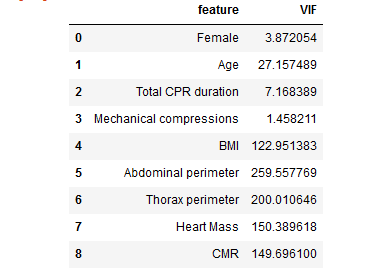 feature VIF
0 Female 3.872054
1 Age 27.157489
2 Total CPR duration 7.168389
3 Mechanical compressions 1.458211
4 BMI 122.951383
5 Abdominal perimeter 259.557769
6 Thorax perimeter 200.010646
7 Heart Mass 150.389618
8 CMR 149.696100